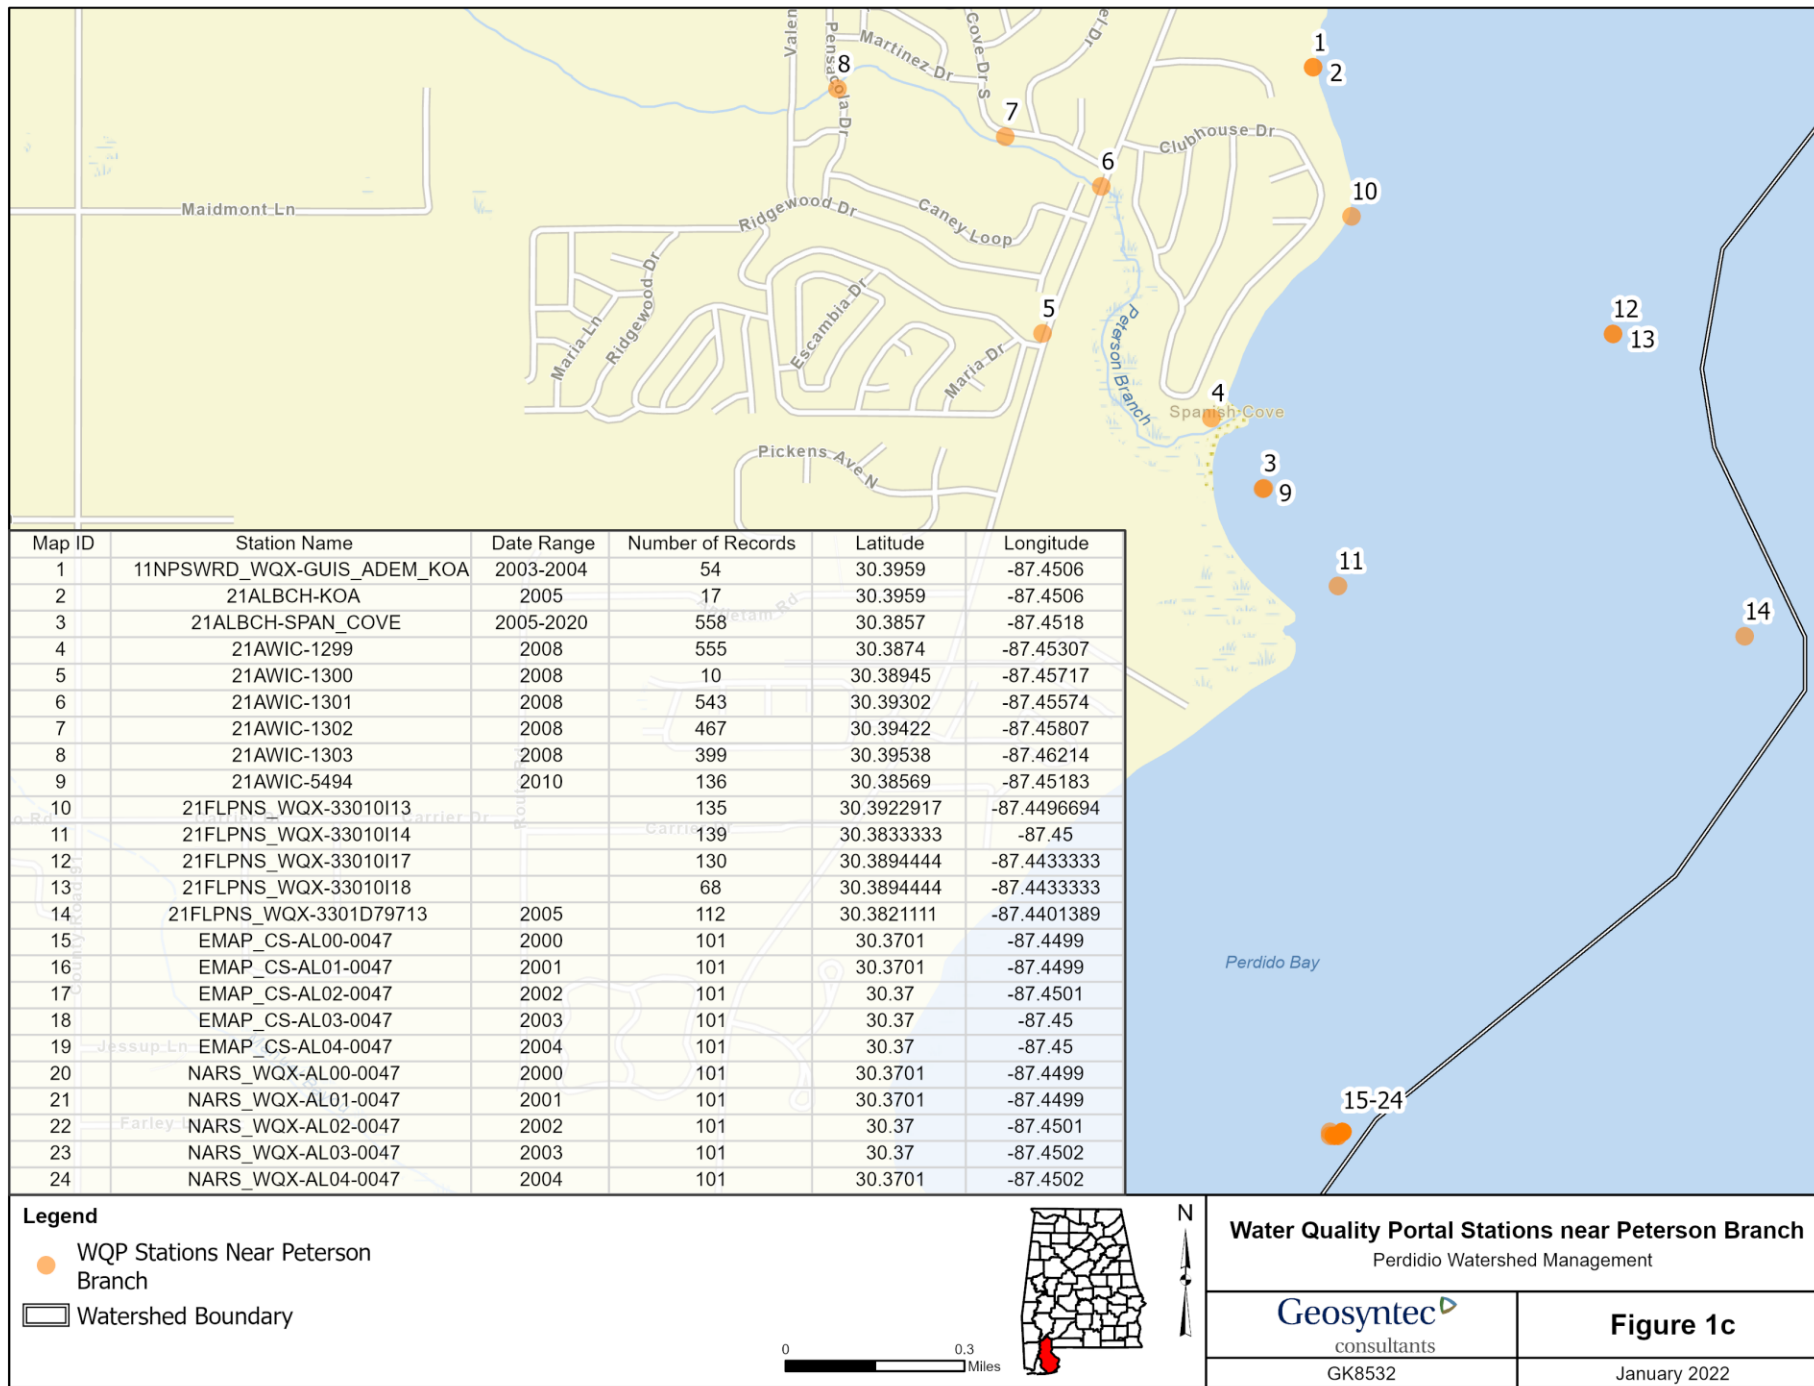 1
2
Valen
Pensacola Dr
Martinez Dr
Cove Dr S
el Dr
8
7
Clubhouse Dr
6
10
Maidmont Ln
Ridgewood Dr
Caney Loop
5
12
13
Maria Ln
Ridgewood Dr
Escambia Dr
Maria Dr
Peterson Branch
4
Spanish Cove
Pickens Ave N
3
9
11
14
Map ID Station Name Date Range Number of Records Latitude Longitude
1 11NPSWRD_WQX-GUIS_ADEM_KOA 2003-2004 54 30.3959 -87.4506
2 21ALBCH-KOA 2005 17 30.3959 -87.4506
3 21ALBCH-SPAN_COVE 2005-2020 558 30.3857 -87.4518
4 21AWIC-1299 2008 555 30.3874 -87.45307
5 21AWIC-1300 2008 10 30.38945 -87.45717
6 21AWIC-1301 2008 543 30.39302 -87.45574
7 21AWIC-1302 2008 467 30.39422 -87.45807
8 21AWIC-1303 2008 399 30.39538 -87.46214
9 21AWIC-5494 2010 136 30.38569 -87.45183
10 21FLPNS_WQX-33010I13 135 30.3922917 -87.4496694
11 21FLPNS_WQX-33010I14 139 30.3833333 -87.45
12 21FLPNS_WQX-33010I17 130 30.3894444 -87.4433333
13 21FLPNS_WQX-33010I18 68 30.3894444 -87.4433333
14 21FLPNS_WQX-3301D79713 2005 112 30.3821111 -87.4401389
15 EMAP_CS-AL00-0047 2000 101 30.3701 -87.4499
16 EMAP_CS-AL01-0047 2001 101 30.3701 -87.4499
17 EMAP_CS-AL02-0047 2002 101 30.37 -87.4501
18 EMAP_CS-AL03-0047 2003 101 30.37 -87.45
19 EMAP_CS-AL04-0047 2004 101 30.37 -87.45
20 NARS_WQX-AL00-0047 2000 101 30.3701 -87.4499
21 NARS_WQX-AL01-0047 2001 101 30.3701 -87.4499
22 NARS_WQX-AL02-0047 2002 101 30.37 -87.4501
23 NARS_WQX-AL03-0047 2003 101 30.37 -87.4502
24 NARS_WQX-AL04-0047 2004 101 30.3701 -87.4502
Antietam Rd
Carrier Dr
Carrier Dr
County Road 91
Jessup Ln
Perdido Bay
15-24
Legend
WQP Stations Near Peterson
Branch
Watershed Boundary
0 0.3
Miles
N
Water Quality Portal Stations near Peterson Branch
Perdidio Watershed Management
Geosyntec
consultants
Figure 1c
GK8532
January 2022